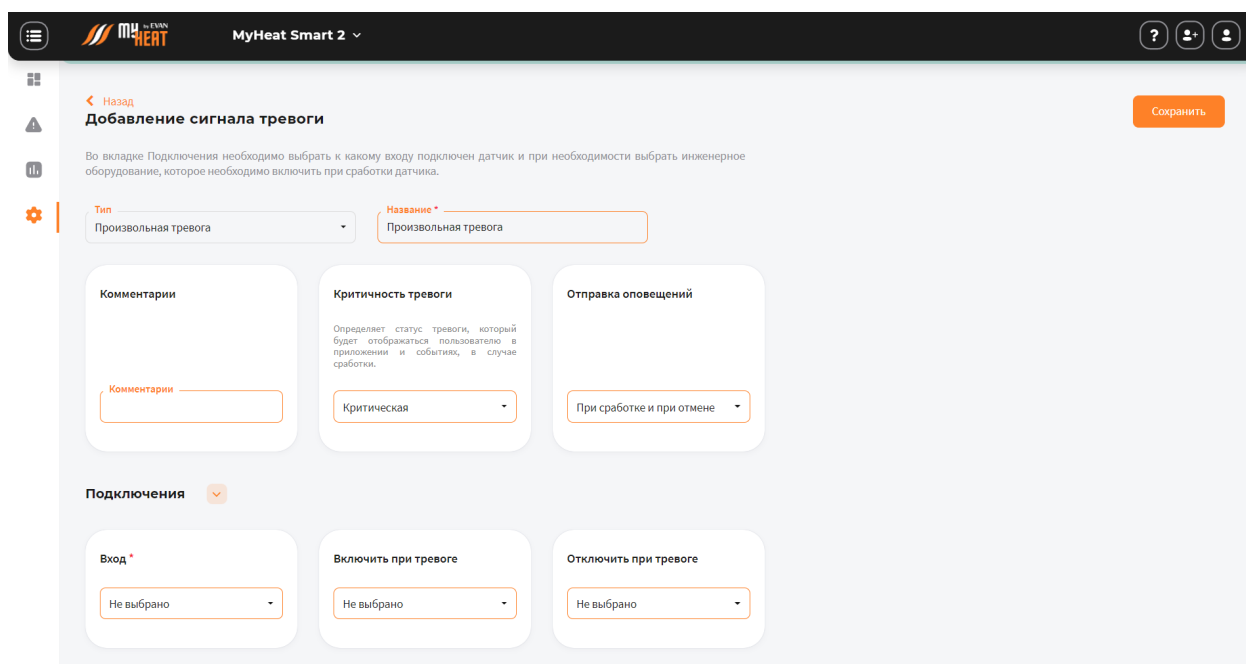 MYHEAT by EVAN
MyHeat Smart 2
?
Назад
Добавление сигнала тревоги
Сохранить
Во вкладке Подключения необходимо выбрать к какому входу подключен датчик и при необходимости выбрать инженерное
оборудование, которое необходимо включить при сработки датчика.
Тип
Название *
Произвольная тревога
Произвольная тревога
Комментарии
Критичность тревоги
Отправка оповещений
Определяет статус тревоги, который
будет отображаться пользователю в
приложении и событиях, в случае
сработки.
Комментарии
Критическая
При сработке и при отмене
Подключения
Вход *
Включить при тревоге
Отключить при тревоге
Не выбрано
Не выбрано
Не выбрано